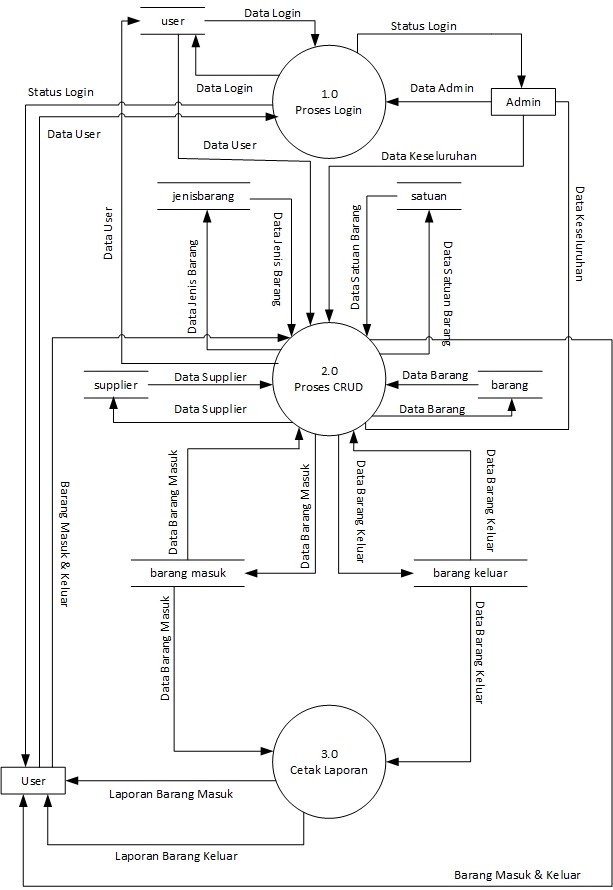 user
Data Login
Status Login
Data Login
1.0
Proses Login
Data Admin
Admin
Status Login
Data User
Data User
Data Keseluruhan
jenisbarang
satuan
Data User
Data Jenis Barang
Data Jenis Barang
Data Satuan Barang
Data Satuan Barang
Data Keseluruhan
2.0
Proses CRUD
supplier
Data Supplier
Data Barang
barang
Data Supplier
Data Barang
Barang Masuk & Keluar
Data Barang Masuk
Data Barang Masuk
Data Barang Keluar
Data Barang Keluar
barang masuk
barang keluar
Data Barang Masuk
Data Barang Keluar
3.0
Cetak Laporan
User
Laporan Barang Masuk
Laporan Barang Keluar
Barang Masuk & Keluar